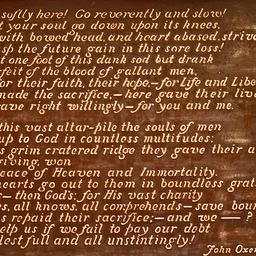 softly here! Go reverently and slow!
t your soul go down upon its knees,
with bowed head, and heart abased, strive
sp the future gain in this sore loss!
t one foot of this dank sod but drank
rfeit of the blood of gallant men,
for their faith, their hope,—for Life and Libe
made the sacrifice,—here gave their live
gave right willingly—for you and me.
this vast altar-pile the souls of men
up to God in countless multitudes;
s grim cratered ridge they gave their a
riving, won
eace of Heaven and Immortality.
hearts go out to them in boundless grat
—then God's; for His vast charity
s, all knows, all comprehends—save boun
s repaid their sacrifice;—and we —— ?
elp us if we fail to pay our debt
lest full and all unstintingly!
John Oxen